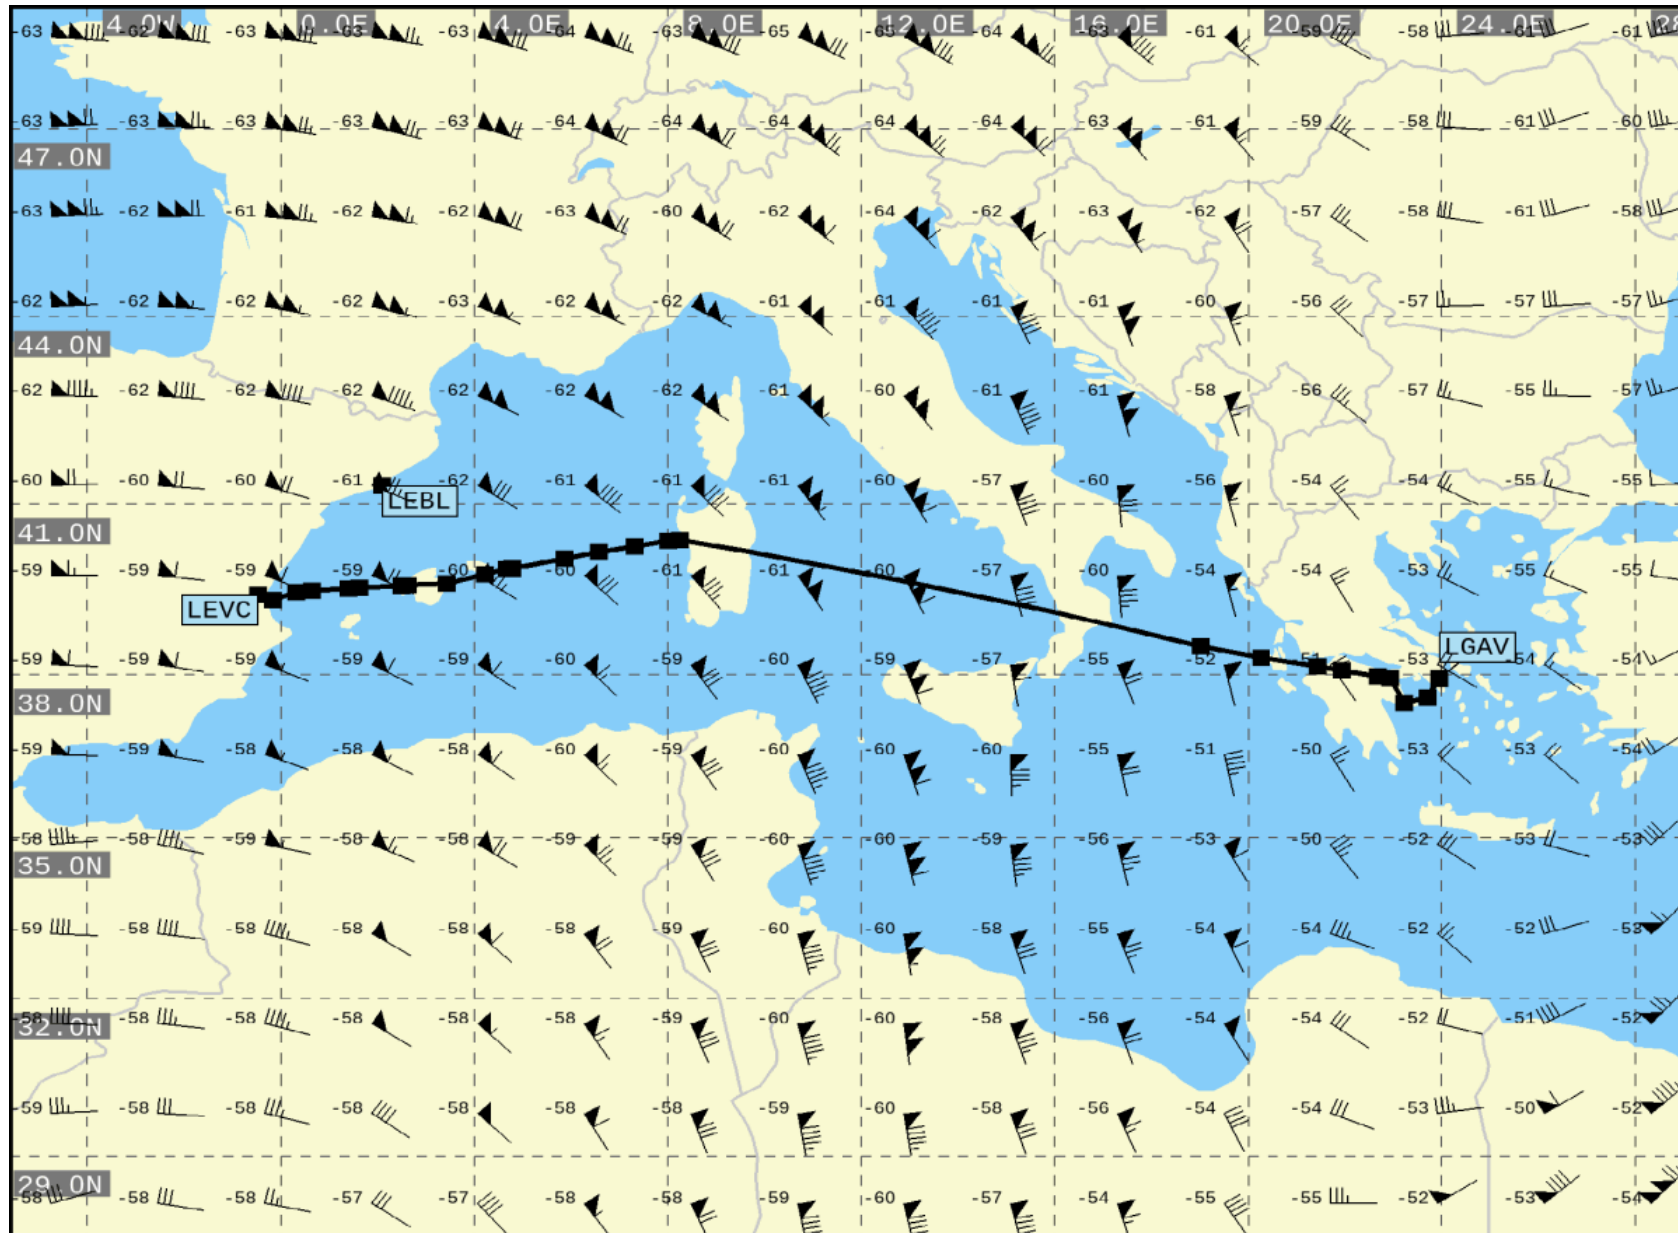 -63 4.0W -62 -63 0.0E -63 -63 4.0E -64 -63 8.0E -65 -65 12.0E -64 -63 16.0E -61 -59 20.0E -58 24.0E -61 -61 28
-63 -63 -63 -63 -63 -64 -64 -64 -64 -64 -63 -61 -59 -58 -61 -60
47.0N
-63 -62 -61 -62 -62 -63 -60 -62 -64 -62 -63 -62 -57 -58 -61 -58
-62 -62 -62 -62 -63 -62 -62 -61 -61 -61 -61 -60 -56 -57 -57 -57
44.0N
-62 -62 -62 -62 -62 -62 -62 -61 -60 -61 -61 -58 -56 -57 -55 -57
-60 -60 -60 -61 -62 -61 -61 -61 -60 -57 -60 -56 -54 -54 -55 -55
LEBL
41.0N
-59 -59 -59 -59 -60 -60 -61 -61 -60 -57 -60 -54 -54 -53 -55 -55
LEVC
LGAV
-59 -59 -59 -59 -59 -60 -59 -60 -59 -57 -55 -52 -51 -53 -54 -54
38.0N
-59 -59 -58 -58 -58 -60 -59 -60 -60 -60 -55 -51 -50 -53 -53 -54
-58 -58 -59 -58 -58 -59 -59 -60 -60 -59 -56 -53 -50 -52 -53 -53
35.0N
-59 -58 -58 -58 -58 -58 -59 -60 -60 -58 -55 -54 -54 -52 -52 -53
-58 -58 -58 -58 -58 -58 -59 -60 -60 -58 -56 -54 -54 -52 -51 -52
32.0N
-59 -58 -58 -58 -58 -58 -58 -59 -60 -58 -56 -54 -54 -53 -50 -52
29.0N
-58 -58 -58 -57 -57 -58 -58 -59 -60 -57 -54 -55 -55 -52 -53 -54